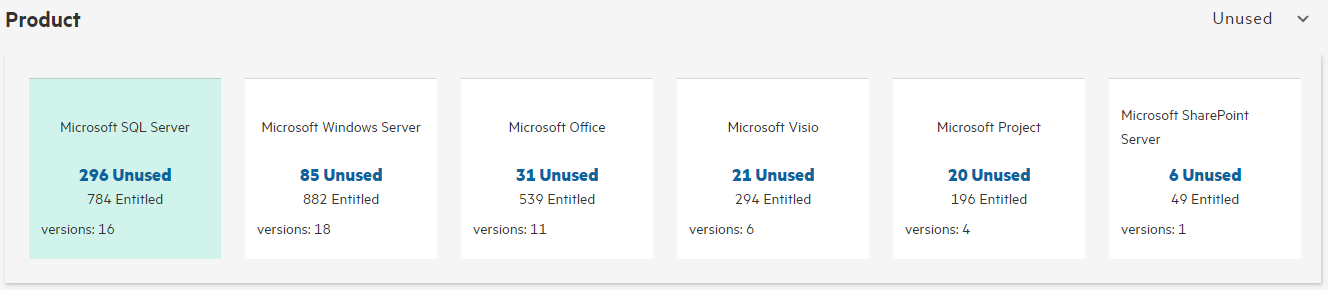 Product
Unused
Microsoft SQL Server
296 Unused
784 Entitled
versions: 16
Microsoft Windows Server
85 Unused
882 Entitled
versions: 18
Microsoft Office
31 Unused
539 Entitled
versions: 11
Microsoft Visio
21 Unused
294 Entitled
versions: 6
Microsoft Project
20 Unused
196 Entitled
versions: 4
Microsoft SharePoint
Server
6 Unused
49 Entitled
versions: 1